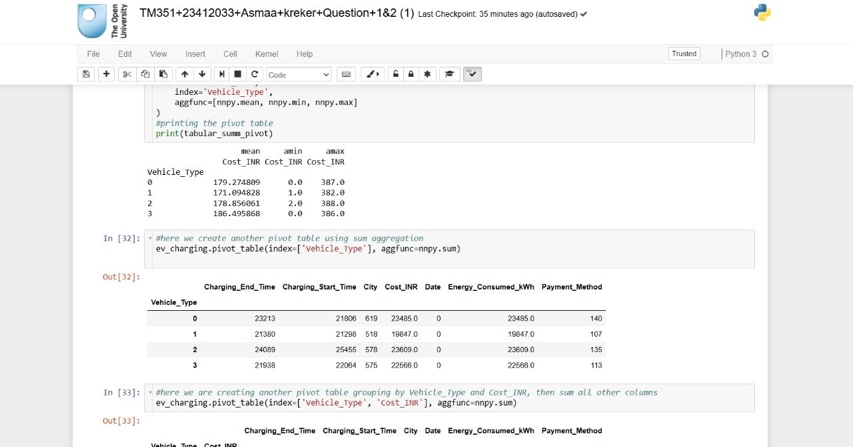 The Open
University
TM351+23412033+Asmaa+kreker+Question+1&2 (1) Last Checkpoint: 35 minutes ago (autosaved)
File Edit View Insert Cell Kernel Help Trusted Python 3
Code
index='Vehicle_Type',
aggfunc=[nnpy.mean, nnpy.min, nnpy.max]
)
#printing the pivot table
print(tabular_summ_pivot)
mean amin amax
Cost_INR Cost_INR Cost_INR
Vehicle_Type
0 179.274809 0.0 387.0
1 171.094828 1.0 382.0
2 178.856061 2.0 388.0
3 186.495868 0.0 386.0
In [32]: #here we create another pivot table using sum aggregation
ev_charging.pivot_table(index=['Vehicle_Type'], aggfunc=nnpy.sum)
Out[32]:
Charging_End_Time Charging_Start_Time City Cost_INR Date Energy_Consumed_kWh Payment_Method
Vehicle_Type
0 23213 21806 619 23485.0 0 23485.0 140
1 21380 21298 518 19847.0 0 19847.0 107
2 24089 25455 578 23609.0 0 23609.0 135
3 21938 22064 575 22566.0 0 22566.0 113
In [33]: #here we are creating another pivot table grouping by Vehicle_Type and Cost_INR, then sum all other columns
ev_charging.pivot_table(index=['Vehicle_Type', 'Cost_INR'], aggfunc=nnpy.sum)
Out[33]:
Charging_End_Time Charging_Start_Time City Date Energy_Consumed_kWh Payment_Method
Vehicle_Type Cost_INR